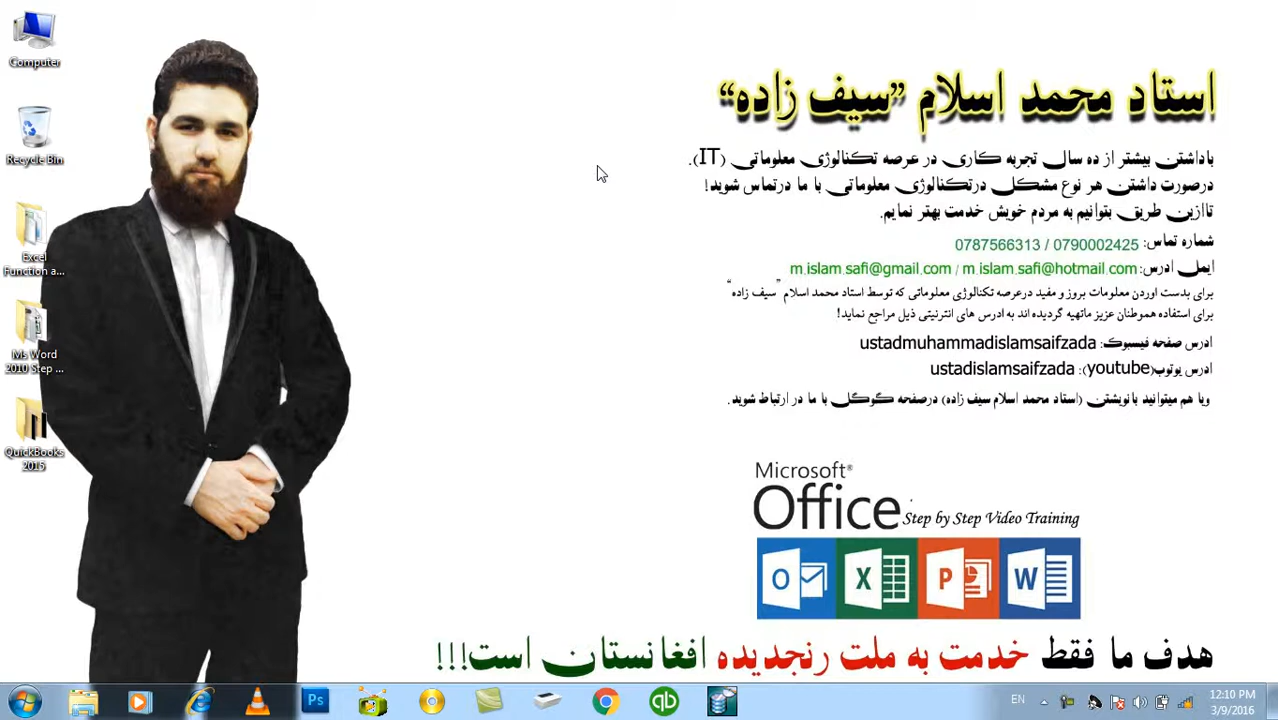 Computer
Recycle Bin
Excel
Function a...
Ms Word
2010 Step ...
QuickBooks
2015
استاد محمد اسلام "سیف زاده"
باداشتن بیشتر از ده سال تجربه کاری در عرصه تکنالوژی معلوماتی (IT).
درصورت داشتن هر نوع مشکل درتکنالوژی معلوماتی با ما درتماس شوید!
تاازین طریق بتوانیم به مردم خویش خدمت بهتر نمایم.
شماره تماس: 0787566313 / 0790002425
ایمل ادرس: m.islam.safi@gmail.com / m.islam.safi@hotmail.com
برای بدست اوردن معلومات بروز و مفید درعرصه تکنالوژی معلوماتی که توسط استاد محمد اسلام "سیف زاده"
برای استفاده هموطنان عزیز ماتهیه گردیده اند به ادرس های انترنیتی ذیل مراجع نماید!
ادرس صفحه فیسبوک: ustadmuhammadislamsaifzada
ادرس یوتوب(youtube): ustadislamsaifzada
ویا هم میتوانید بانویشتن (استاد محمد اسلام سیف زاده) درصفحه گوگل با ما در ارتباط شوید.
Microsoft®
Office Step by Step Video Training
O X P W
هدف ما فقط خدمت به ملت رنجدیده افغانستان است!!!
Ps
qb
EN
12:10 PM
3/9/2016